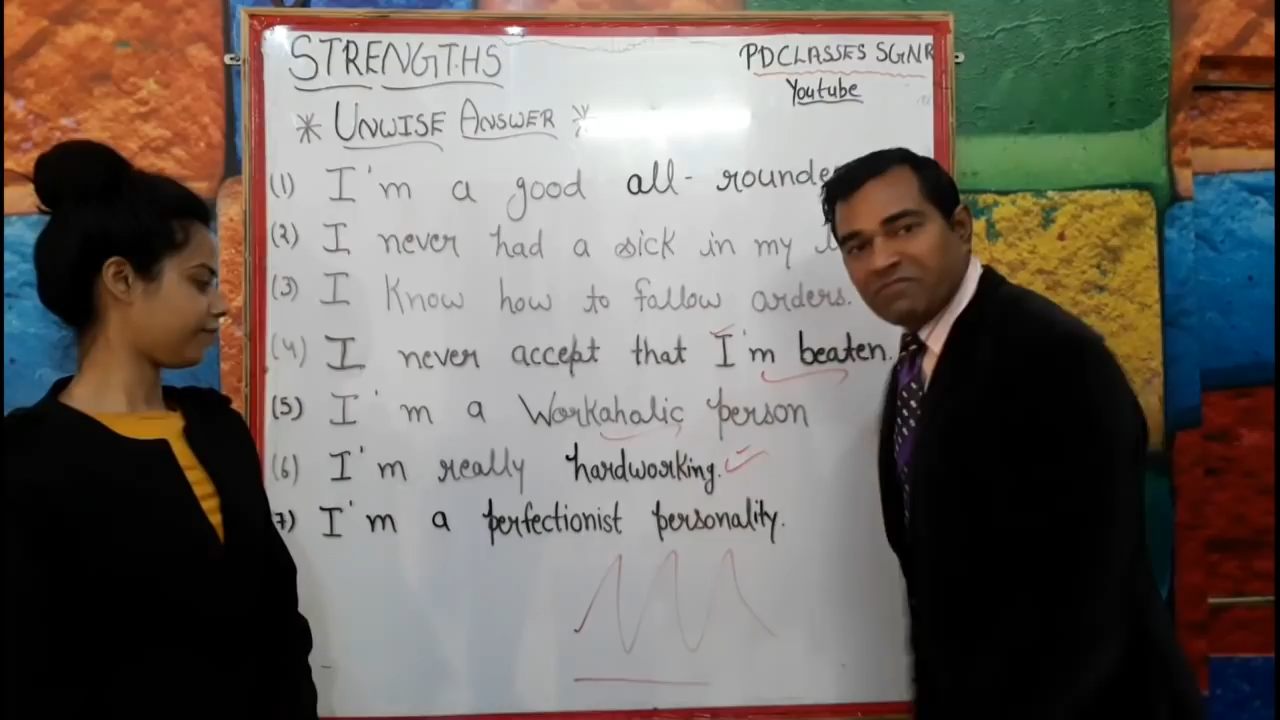 STRENGTHS
PDCLASSES SGNR
Youtube
* UNWISE ANSWER *
(1) I'm a good all-rounde
(2) I never had a sick in my
(3) I Know how to follow orders.
(4) I never accept that I'm beaten.
(5) I'm a Workaholic person
(6) I'm really hardworking.
7) I'm a perfectionist personality.